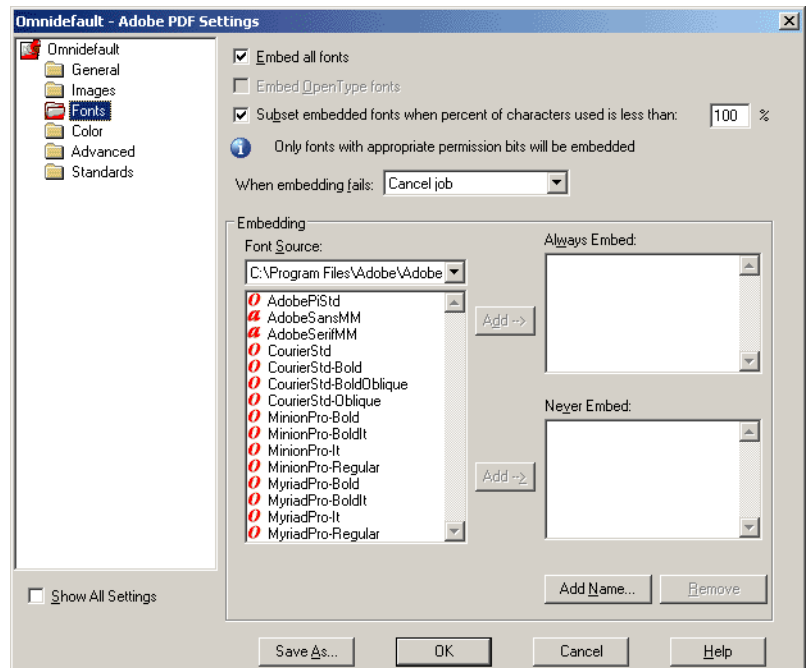 Omnidefault - Adobe PDF Settings
Omnidefault
General
Images
Fonts
Color
Advanced
Standards
Show All Settings
Embed all fonts
Embed OpenType fonts
Subset embedded fonts when percent of characters used is less than: 100 %
Only fonts with appropriate permission bits will be embedded
When embedding fails: Cancel job
Embedding
Font Source:
C:\Program Files\Adobe\Adobe
AdobePiStd
AdobeSansMM
AdobeSerifMM
CourierStd
CourierStd-Bold
CourierStd-BoldOblique
CourierStd-Oblique
MinionPro-Bold
MinionPro-BoldIt
MinionPro-It
MinionPro-Regular
MyriadPro-Bold
MyriadPro-BoldIt
MyriadPro-It
MyriadPro-Regular
Add -->
Add -->
Always Embed:
Never Embed:
Add Name...
Remove
Save As...
OK
Cancel
Help